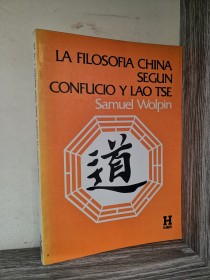 LA FILOSOFIA CHINA
SEGUN
CONFUCIO Y LAO TSE
Samuel Wolpin
道
H